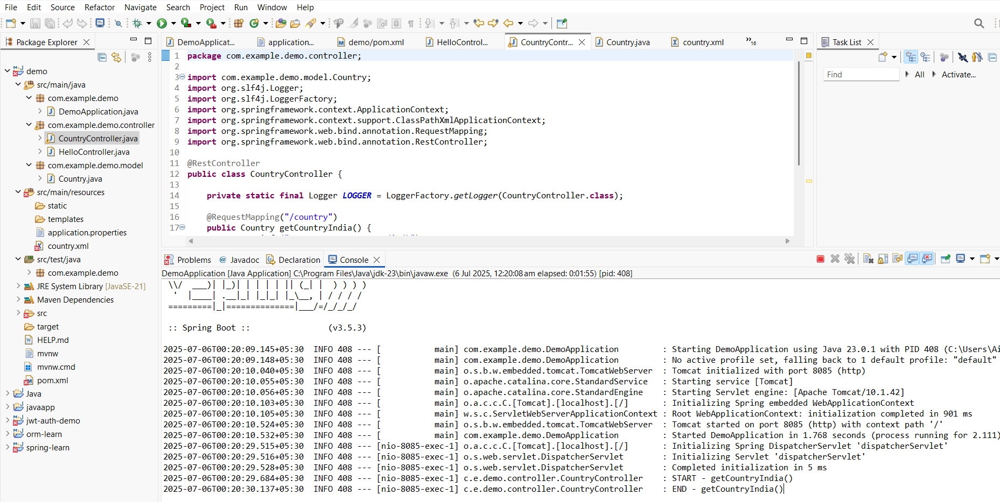 File Edit Source Refactor Navigate Search Project Run Window Help
Package Explorer
demo
src/main/java
com.example.demo
DemoApplication.java
com.example.demo.controller
CountryController.java
HelloController.java
com.example.demo.model
Country.java
src/main/resources
static
templates
application.properties
country.xml
src/test/java
com.example.demo
JRE System Library [JavaSE-21]
Maven Dependencies
src
target
HELP.md
mvnw
mvnw.cmd
pom.xml
Java
javaapp
jwt-auth-demo
orm-learn
spring-learn
DemoApplicat... application... demo/pom.xml HelloControl... CountryContr... Country.java country.xml »16
1 package com.example.demo.controller;
2
3 import com.example.demo.model.Country;
4 import org.slf4j.Logger;
5 import org.slf4j.LoggerFactory;
6 import org.springframework.context.ApplicationContext;
7 import org.springframework.context.support.ClassPathXmlApplicationContext;
8 import org.springframework.web.bind.annotation.RequestMapping;
9 import org.springframework.web.bind.annotation.RestController;
10
11 @RestController
12 public class CountryController {
13
14 private static final Logger LOGGER = LoggerFactory.getLogger(CountryController.class);
15
16 @RequestMapping("/country")
17 public Country getCountryIndia() {
Task List
Find All Activate...
Problems Javadoc Declaration Console
DemoApplication [Java Application] C:\Program Files\Java\jdk-23\bin\javaw.exe (6 Jul 2025, 12:20:08 am elapsed: 0:01:55) [pid: 408]
\\/ ___)| |_)| | | | | || (_| | ) ) ) )
' |____| .__|_| |_|_| |_\__, | / / / /
=========|_|==============|___/=/_/_/_/
:: Spring Boot :: (v3.5.3)
2025-07-06T00:20:09.145+05:30 INFO 408 --- [ main] com.example.demo.DemoApplication : Starting DemoApplication using Java 23.0.1 with PID 408 (C:\Users\Ai
2025-07-06T00:20:09.148+05:30 INFO 408 --- [ main] com.example.demo.DemoApplication : No active profile set, falling back to 1 default profile: "default"
2025-07-06T00:20:10.040+05:30 INFO 408 --- [ main] o.s.b.w.embedded.tomcat.TomcatWebServer : Tomcat initialized with port 8085 (http)
2025-07-06T00:20:10.055+05:30 INFO 408 --- [ main] o.apache.catalina.core.StandardService : Starting service [Tomcat]
2025-07-06T00:20:10.056+05:30 INFO 408 --- [ main] o.apache.catalina.core.StandardEngine : Starting Servlet engine: [Apache Tomcat/10.1.42]
2025-07-06T00:20:10.103+05:30 INFO 408 --- [ main] o.a.c.c.C.[Tomcat].[localhost].[/] : Initializing Spring embedded WebApplicationContext
2025-07-06T00:20:10.105+05:30 INFO 408 --- [ main] w.s.c.ServletWebServerApplicationContext : Root WebApplicationContext: initialization completed in 901 ms
2025-07-06T00:20:10.524+05:30 INFO 408 --- [ main] o.s.b.w.embedded.tomcat.TomcatWebServer : Tomcat started on port 8085 (http) with context path '/'
2025-07-06T00:20:10.532+05:30 INFO 408 --- [ main] com.example.demo.DemoApplication : Started DemoApplication in 1.768 seconds (process running for 2.111)
2025-07-06T00:20:29.515+05:30 INFO 408 --- [nio-8085-exec-1] o.a.c.c.C.[Tomcat].[localhost].[/] : Initializing Spring DispatcherServlet 'dispatcherServlet'
2025-07-06T00:20:29.516+05:30 INFO 408 --- [nio-8085-exec-1] o.s.web.servlet.DispatcherServlet : Initializing Servlet 'dispatcherServlet'
2025-07-06T00:20:29.528+05:30 INFO 408 --- [nio-8085-exec-1] o.s.web.servlet.DispatcherServlet : Completed initialization in 5 ms
2025-07-06T00:20:29.684+05:30 INFO 408 --- [nio-8085-exec-1] c.e.demo.controller.CountryController : START - getCountryIndia()
2025-07-06T00:20:30.137+05:30 INFO 408 --- [nio-8085-exec-1] c.e.demo.controller.CountryController : END - getCountryIndia()